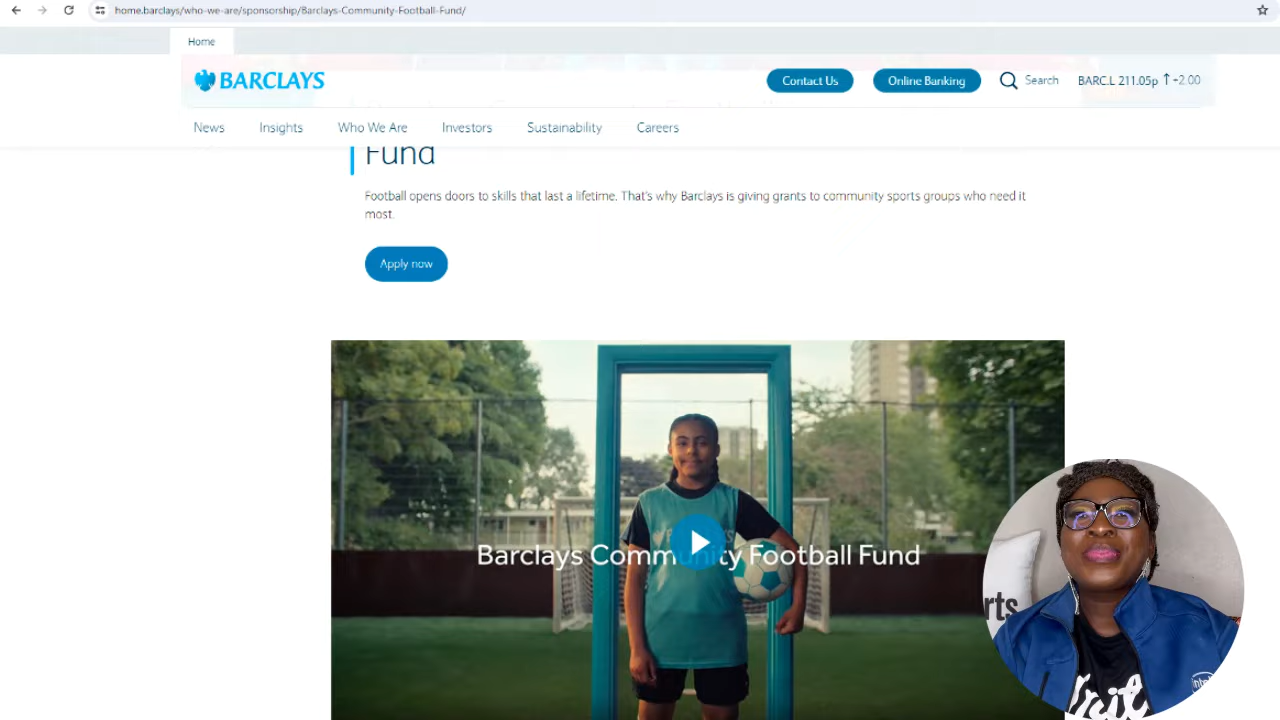 home.barclays/who-we-are/sponsorship/Barclays-Community-Football-Fund/
Home
BARCLAYS
Contact Us
Online Banking
Search
BARC.L 211.05p ↑ +2.00
News
Insights
Who We Are
Investors
Sustainability
Careers
Fund
Football opens doors to skills that last a lifetime. That's why Barclays is giving grants to community sports groups who need it
most.
Apply now
Barclays Community Football Fund